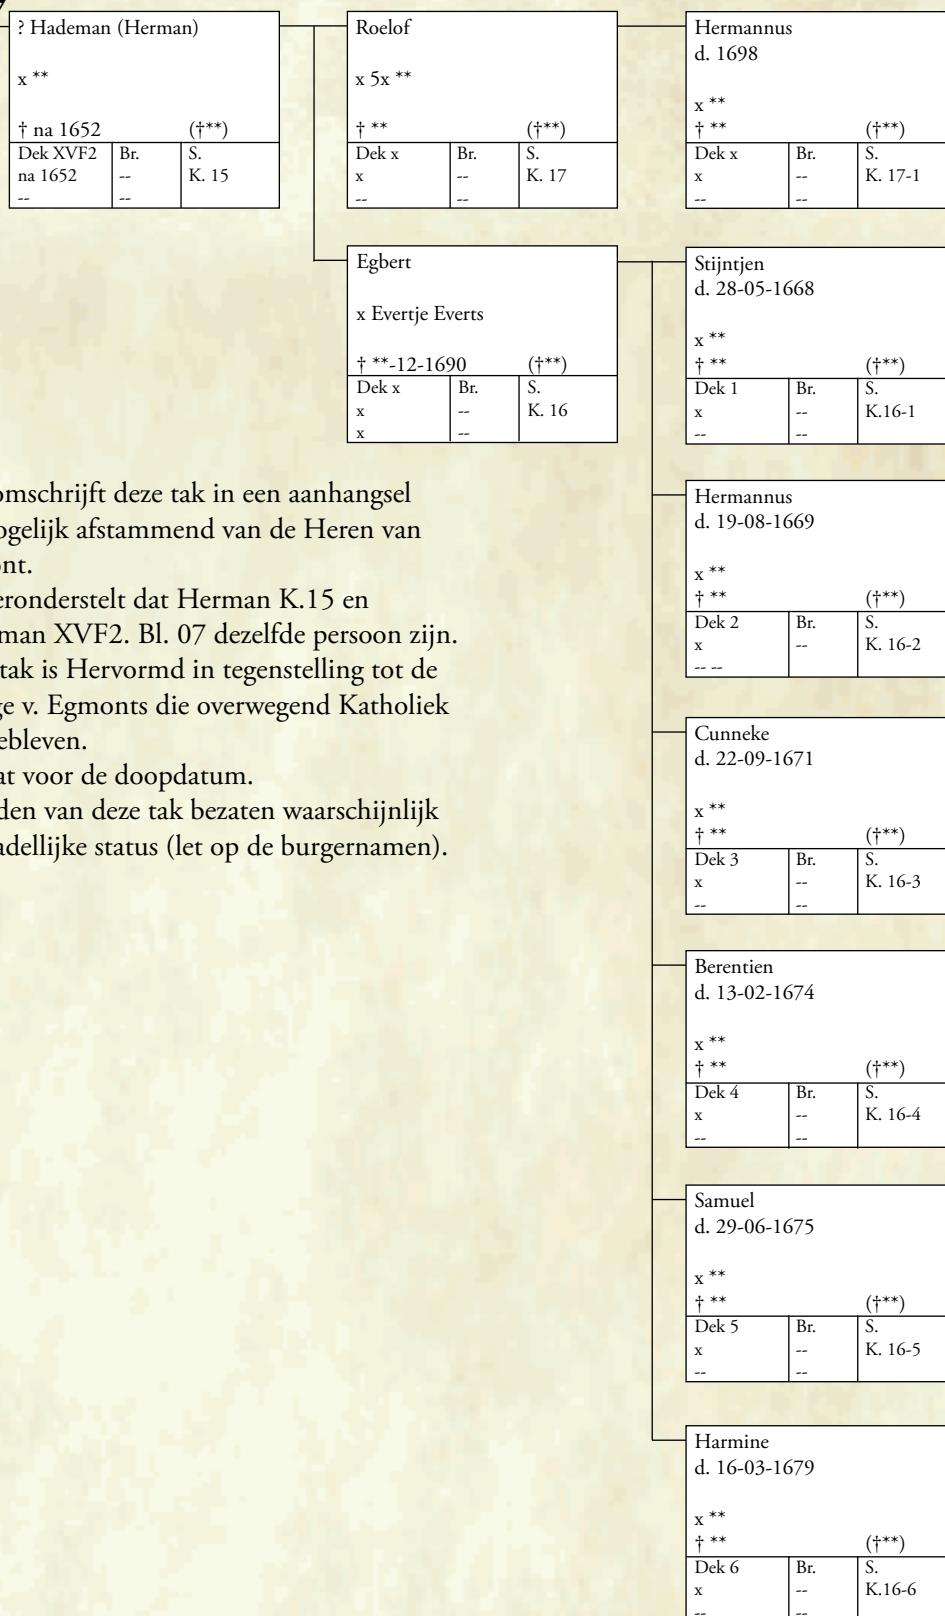 ? Hademan (Herman)
x **
† na 1652 (†**)
Dek XVF2 Br. S.
na 1652 -- K. 15
-- --
Roelof
x 5x **
† ** (†**)
Dek x Br. S.
x -- K. 17
-- --
Hermannus
d. 1698
x **
† ** (†**)
Dek x Br. S.
x -- K. 17-1
-- --
Egbert
x Evertje Everts
† **-12-1690 (†**)
Dek x Br. S.
x -- K. 16
x --
Stijntjen
d. 28-05-1668
x **
† ** (†**)
Dek 1 Br. S.
x -- K.16-1
-- --
omschrijft deze tak in een aanhangsel
ogelijk afstammend van de Heren van
ont.
eronderstelt dat Herman K.15 en
man XVF2. Bl. 07 dezelfde persoon zijn.
tak is Hervormd in tegenstelling tot de
ge v. Egmonts die overwegend Katholiek
ebleven.
at voor de doopdatum.
den van deze tak bezaten waarschijnlijk
adellijke status (let op de burgernamen).
Hermannus
d. 19-08-1669
x **
† ** (†**)
Dek 2 Br. S.
x -- K. 16-2
-- --
Cunneke
d. 22-09-1671
x **
† ** (†**)
Dek 3 Br. S.
x -- K. 16-3
-- --
Berentien
d. 13-02-1674
x **
† ** (†**)
Dek 4 Br. S.
x -- K. 16-4
-- --
Samuel
d. 29-06-1675
x **
† ** (†**)
Dek 5 Br. S.
x -- K. 16-5
-- --
Harmine
d. 16-03-1679
x **
† ** (†**)
Dek 6 Br. S.
x -- K.16-6
-- --